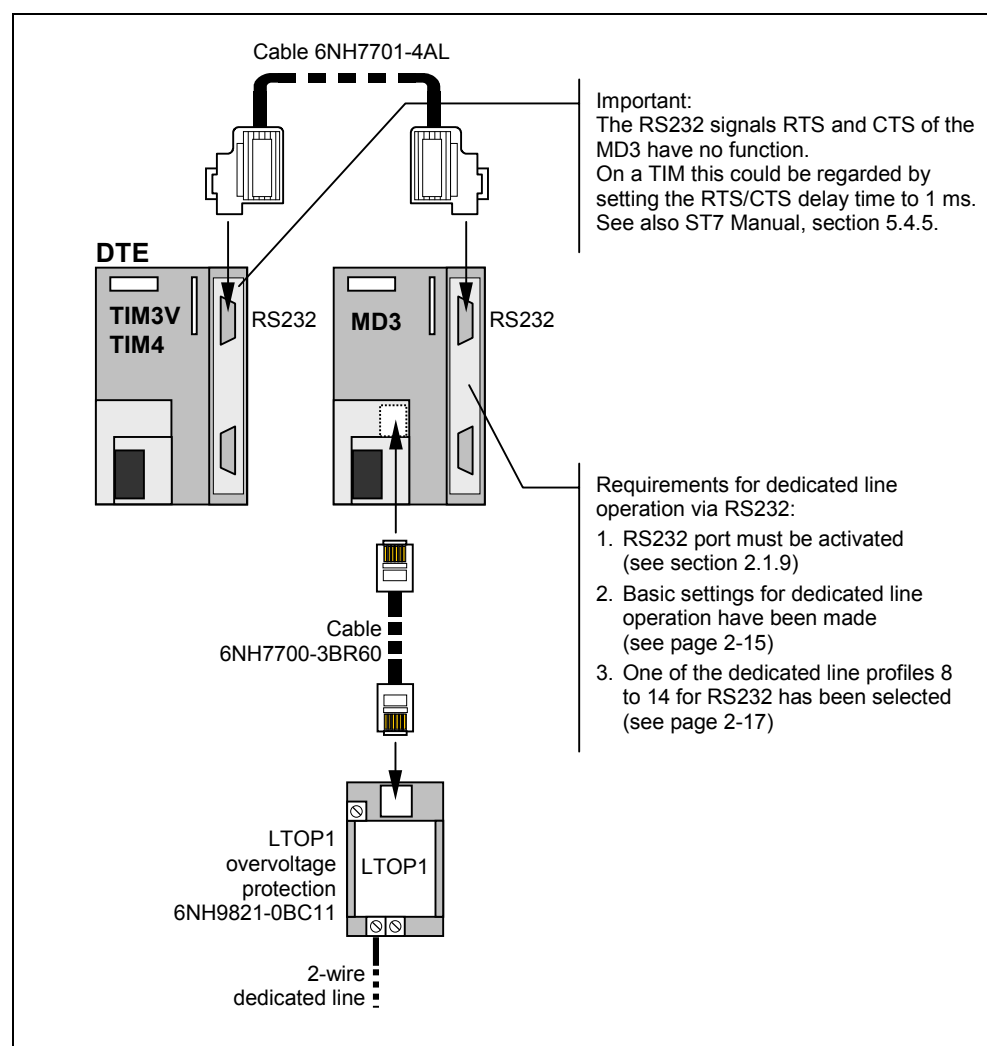 Cable 6NH7701-4AL
Important:
The RS232 signals RTS and CTS of the
MD3 have no function.
On a TIM this could be regarded by
setting the RTS/CTS delay time to 1 ms.
See also ST7 Manual, section 5.4.5.
DTE
TIM3V
TIM4
RS232
MD3
RS232
Requirements for dedicated line
operation via RS232:
1. RS232 port must be activated
(see section 2.1.9)
2. Basic settings for dedicated line
operation have been made
(see page 2-15)
3. One of the dedicated line profiles 8
to 14 for RS232 has been selected
(see page 2-17)
Cable
6NH7700-3BR60
LTOP1
overvoltage
protection
6NH9821-0BC11
LTOP1
2-wire
dedicated line